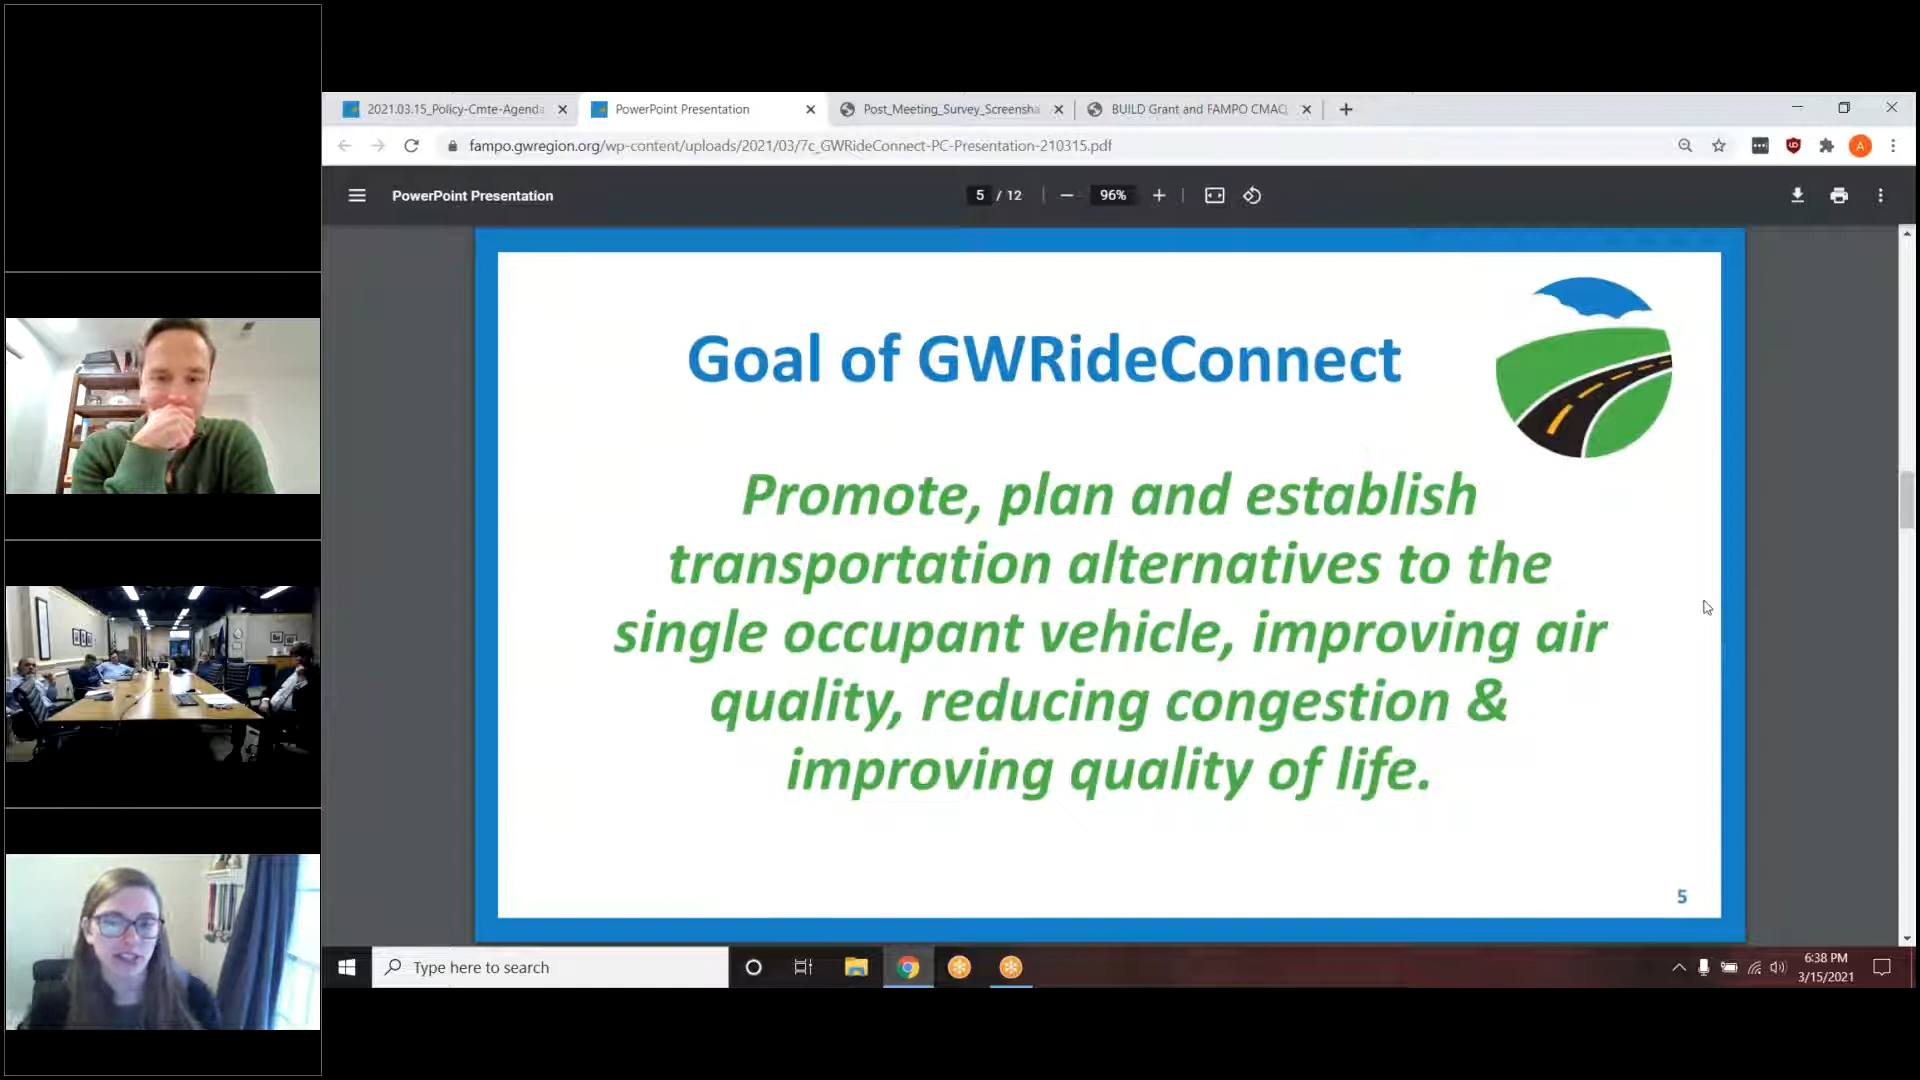 2021.03.15_Policy-Cmte-Agenda
PowerPoint Presentation
Post_Meeting_Survey_Screensha
BUILD Grant and FAMPO CMAQ
fampo.gwregion.org/wp-content/uploads/2021/03/7c_GWRideConnect-PC-Presentation-210315.pdf
A
PowerPoint Presentation
5 / 12
96%
Goal of GWRideConnect
Promote, plan and establish
transportation alternatives to the
single occupant vehicle, improving air
quality, reducing congestion &
improving quality of life.
5
Type here to search
6:38 PM
3/15/2021